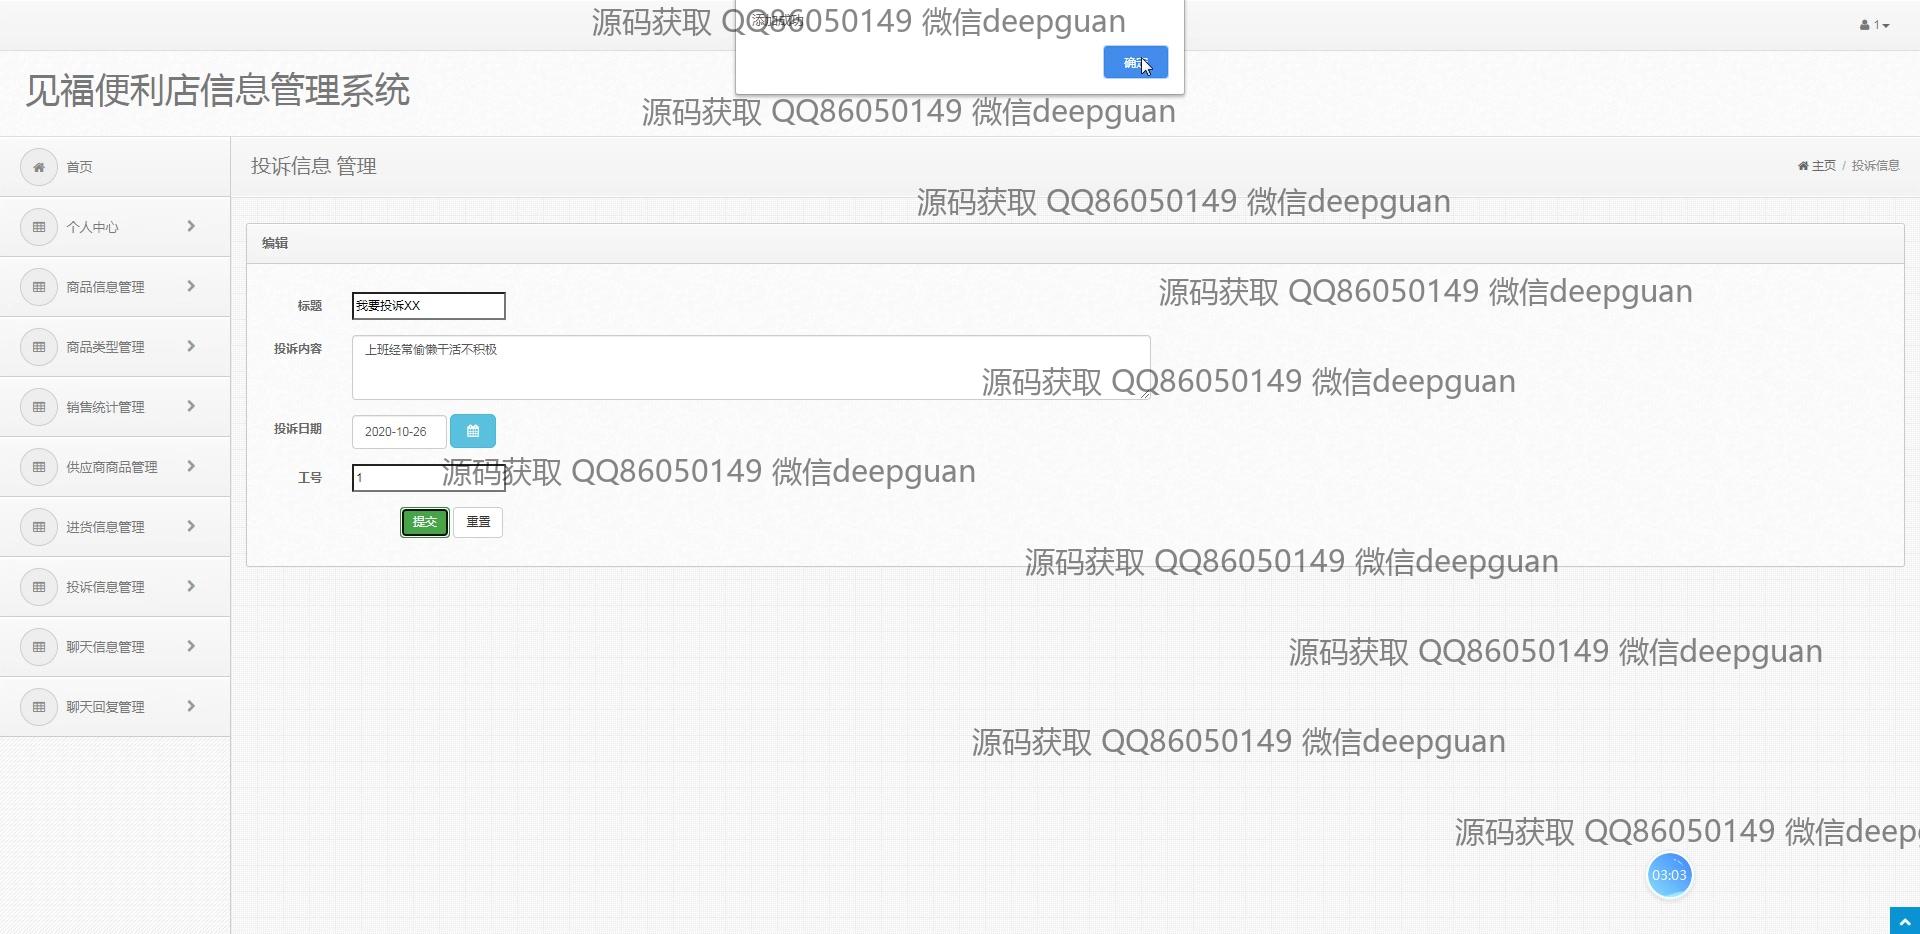 源码获取 QQ86050149 微信deepguan
添加成功
1
确定
见福便利店信息管理系统
源码获取 QQ86050149 微信deepguan
首页
投诉信息 管理
主页 / 投诉信息
源码获取 QQ86050149 微信deepguan
个人中心
编辑
商品信息管理
标题
我要投诉XX
源码获取 QQ86050149 微信deepguan
商品类型管理
投诉内容
上班经常偷懒干活不积极
源码获取 QQ86050149 微信deepguan
销售统计管理
投诉日期
2020-10-26
供应商商品管理
工号
1
源码获取 QQ86050149 微信deepguan
进货信息管理
提交
重置
源码获取 QQ86050149 微信deepguan
投诉信息管理
聊天信息管理
源码获取 QQ86050149 微信deepguan
聊天回复管理
源码获取 QQ86050149 微信deepguan
源码获取 QQ86050149 微信deep
03:03